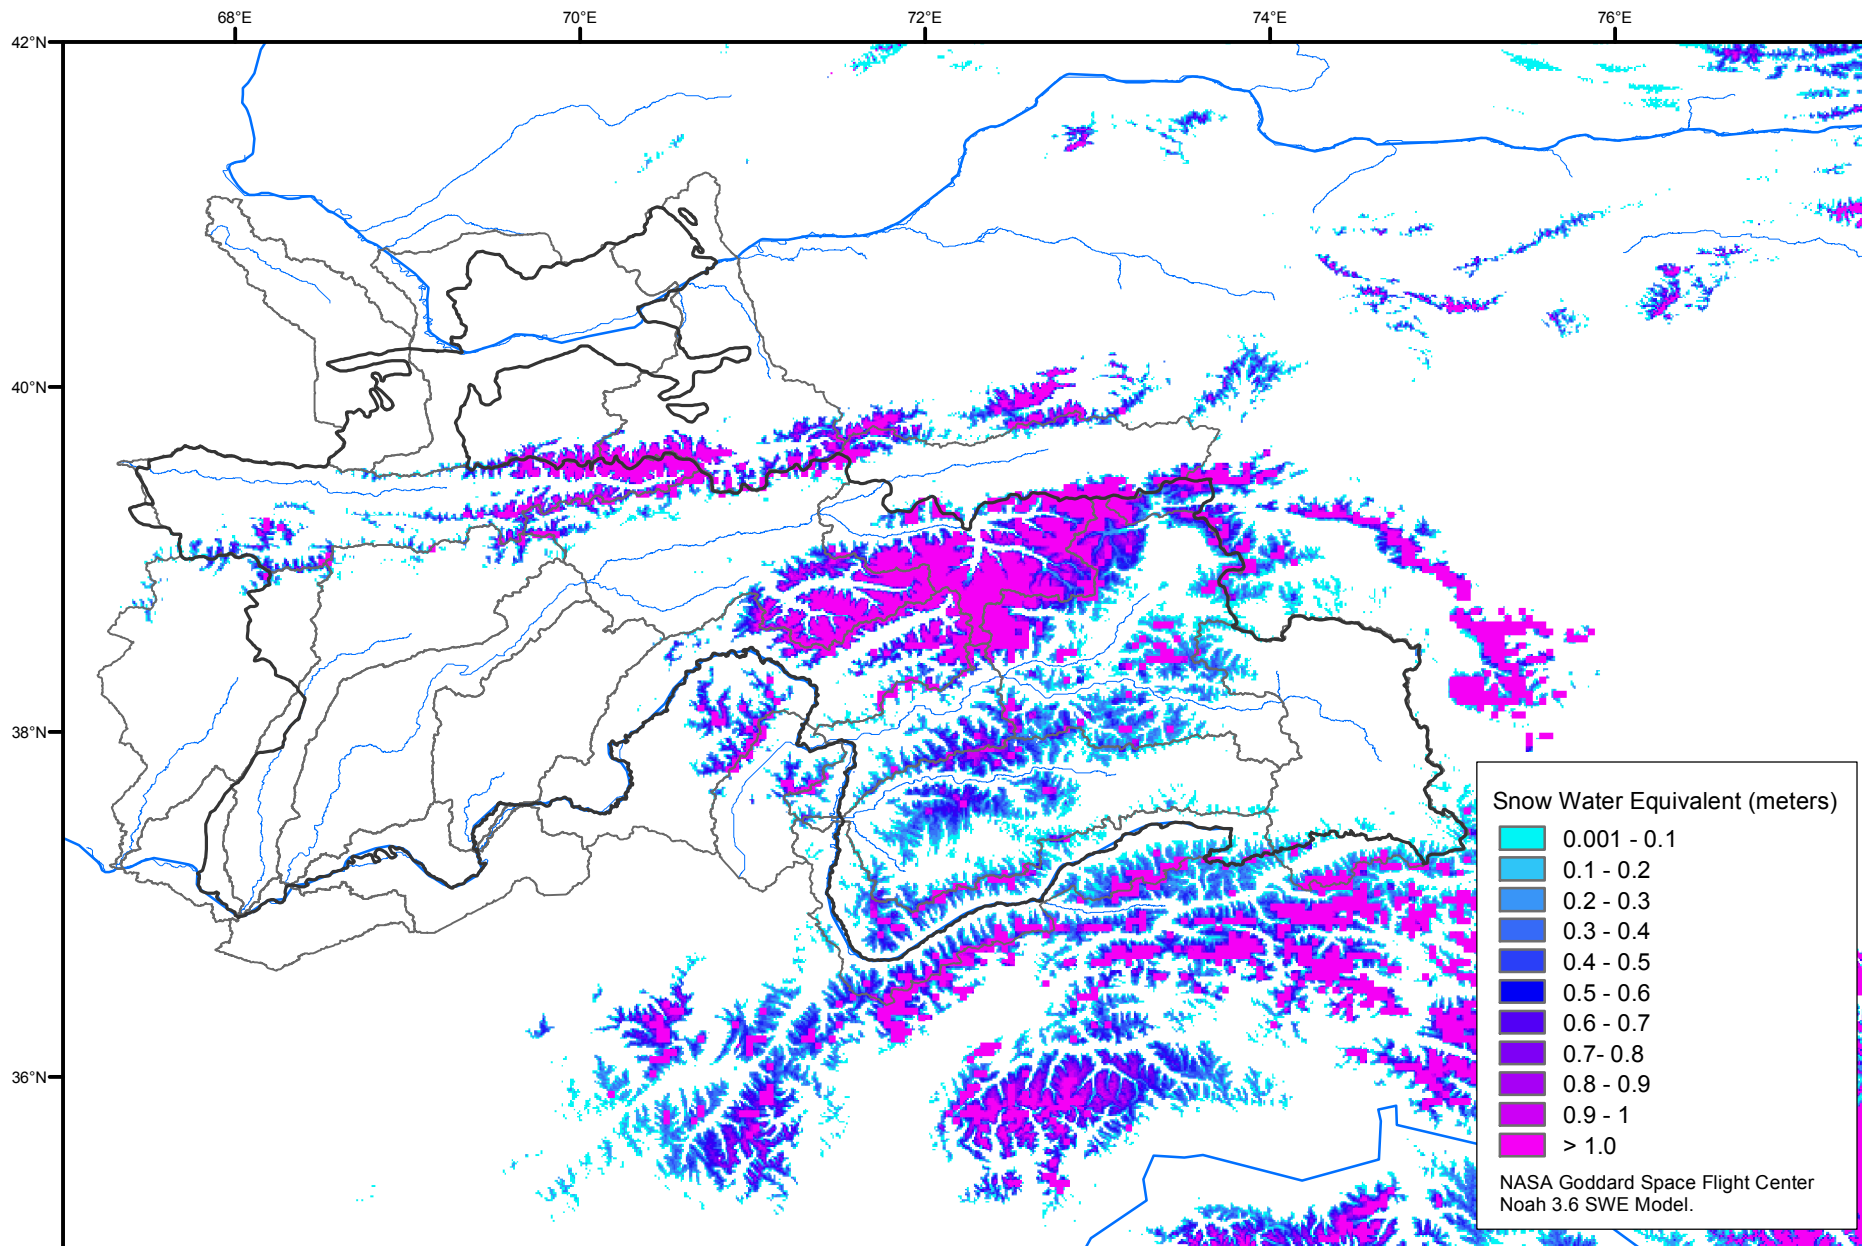 68°E 70°E 72°E 74°E 76°E
42°N
40°N
38°N
36°N
Snow Water Equivalent (meters)
0.001 - 0.1
0.1 - 0.2
0.2 - 0.3
0.3 - 0.4
0.4 - 0.5
0.5 - 0.6
0.6 - 0.7
0.7- 0.8
0.8 - 0.9
0.9 - 1
> 1.0
NASA Goddard Space Flight Center
Noah 3.6 SWE Model.